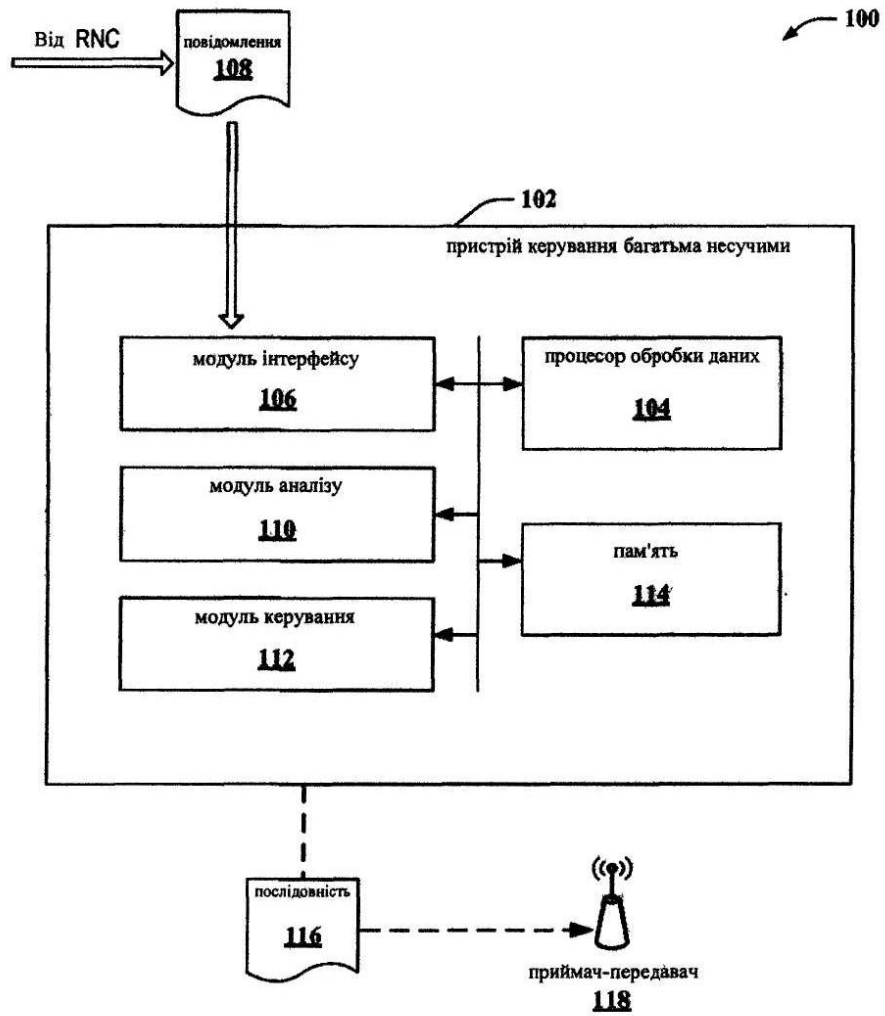 100
Від RNC
повідомлення
108
102
пристрій керування багатьма несучими
модуль інтерфейсу
106
процесор обробки даних
104
модуль аналізу
110
пам'ять
114
модуль керування
112
послідовність
116
приймач-передавач
118